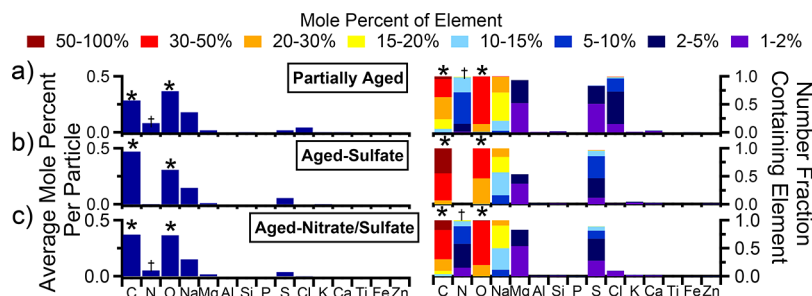 Mole Percent of Element
50-100% 30-50% 20-30% 15-20% 10-15% 5-10% 2-5% 1-2%
a) 0.5 Partially Aged * * † * † * 1.0
0.5
0.0 0.0
b) 0.5 Aged-Sulfate * * * * 1.0
0.5
0.0 0.0
c) 0.5 Aged-Nitrate/Sulfate * * † * † * 1.0
0.5
0.0 0.0
C N O Na Mg Al Si P S Cl K Ca Ti Fe Zn C N O Na Mg Al Si P S Cl K Ca Ti Fe Zn
Average Mole Percent
Per Particle
Number Fraction
Containing Element